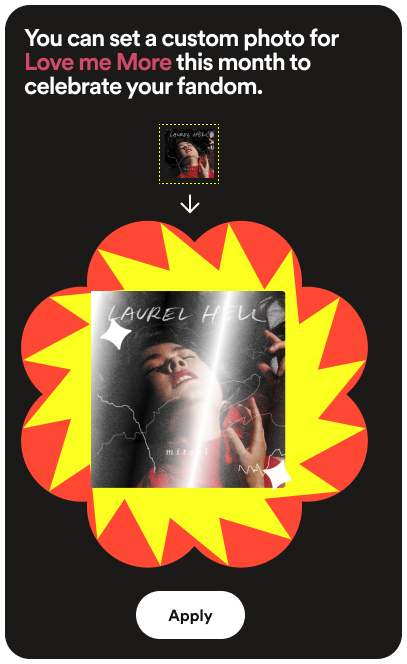 You can set a custom photo for
Love me More this month to
celebrate your fandom.
LAUREL HELL
LAUREL HELL
mitski
Apply